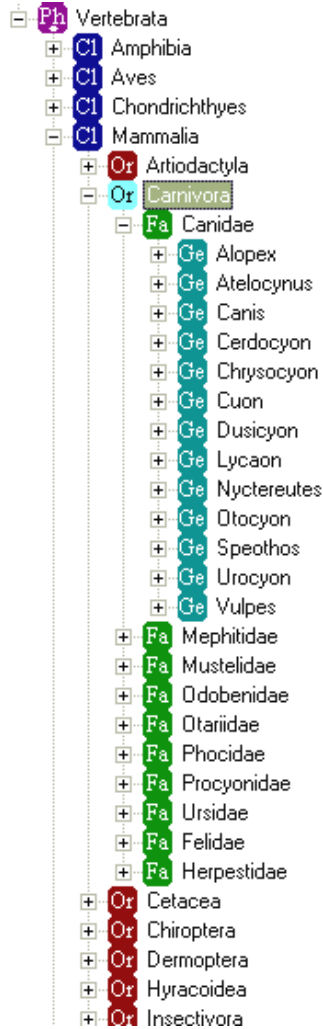 Ph Vertebrata
Cl Amphibia
Cl Aves
Cl Chondrichthyes
Cl Mammalia
Or Artiodactyla
Or Carnivora
Fa Canidae
Ge Alopex
Ge Atelocynus
Ge Canis
Ge Cerdocyon
Ge Chrysocyon
Ge Cuon
Ge Dusicyon
Ge Lycaon
Ge Nyctereutes
Ge Otocyon
Ge Speothos
Ge Urocyon
Ge Vulpes
Fa Mephitidae
Fa Mustelidae
Fa Odobenidae
Fa Otariidae
Fa Phocidae
Fa Procyonidae
Fa Ursidae
Fa Felidae
Fa Herpestidae
Or Cetacea
Or Chiroptera
Or Dermoptera
Or Hyracoidea
Or Insectivora